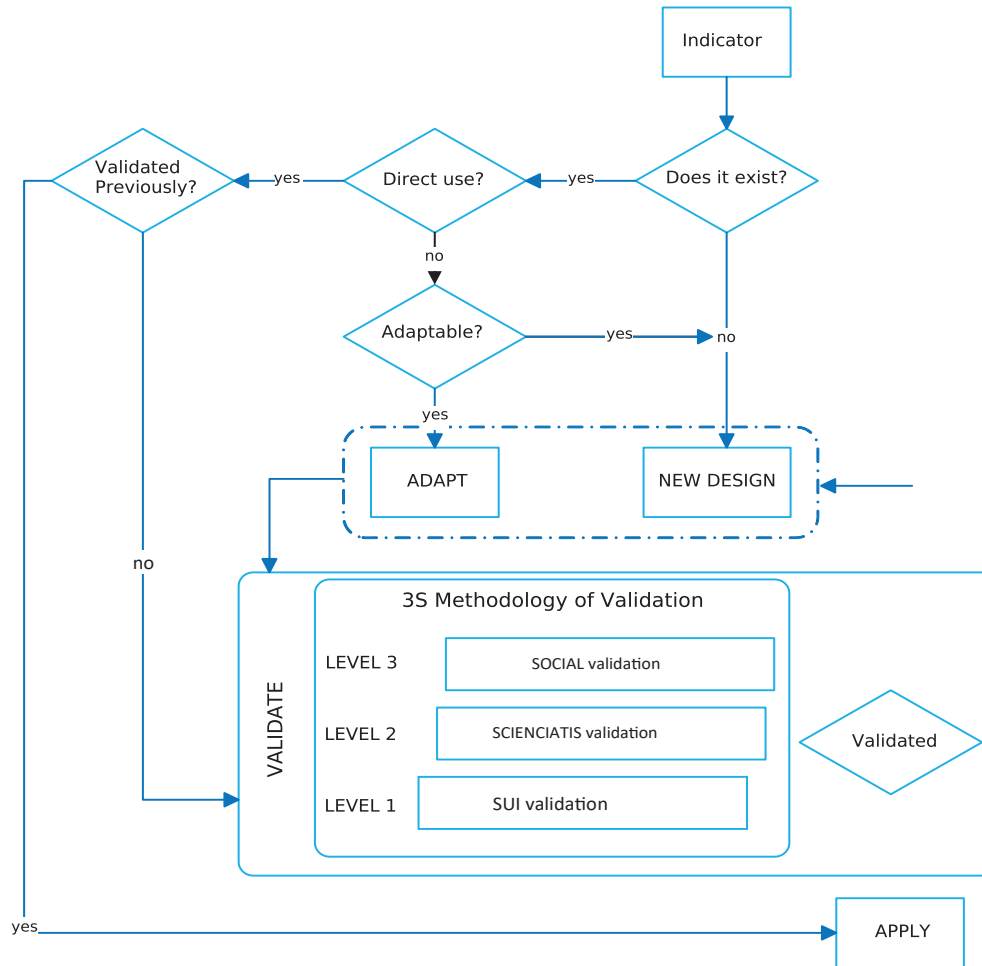 Indicator
Validated
Previously?
yes
Direct use?
yes
Does it exist?
no
Adaptable?
yes
no
yes
ADAPT
NEW DESIGN
no
3S Methodology of Validation
VALIDATE
LEVEL 3
SOCIAL validation
LEVEL 2
SCIENCIATIS validation
Validated
LEVEL 1
SUI validation
yes
APPLY